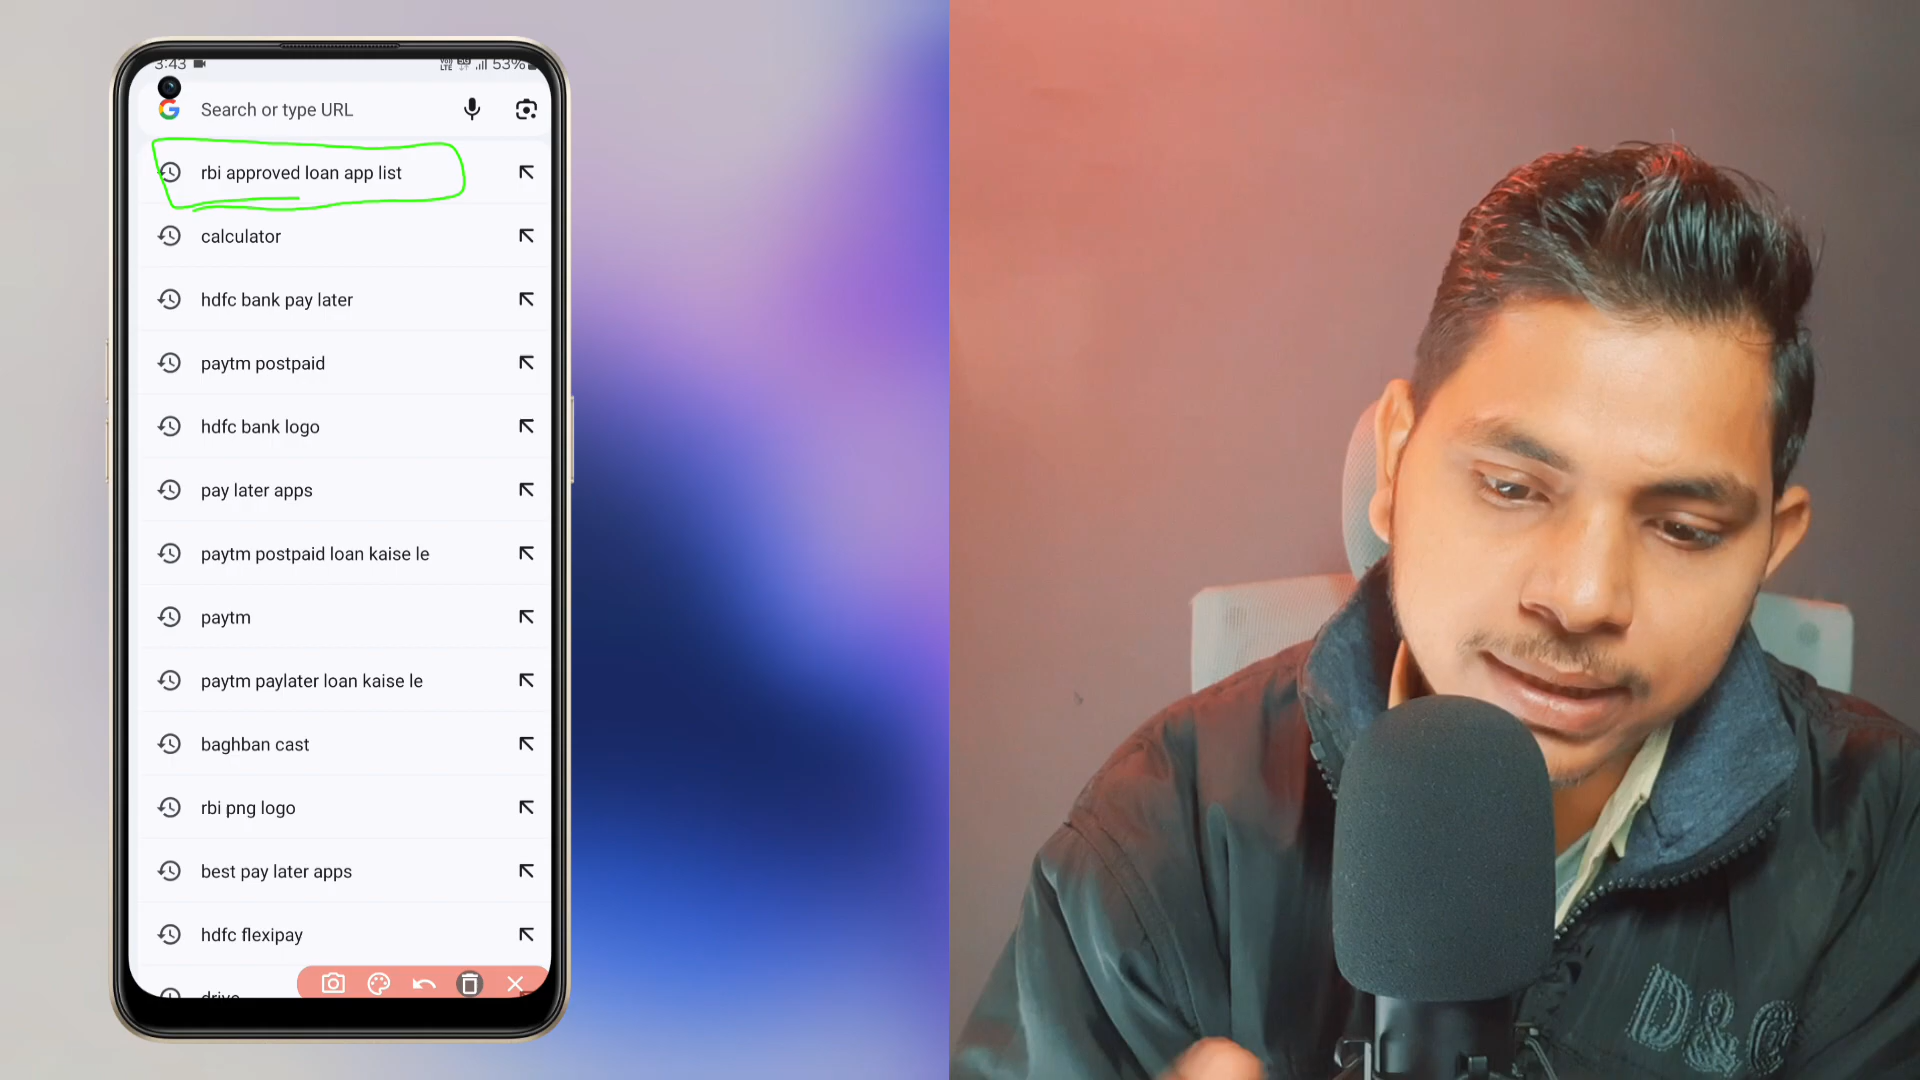 3:43
53%
Search or type URL
rbi approved loan app list
calculator
hdfc bank pay later
paytm postpaid
hdfc bank logo
pay later apps
paytm postpaid loan kaise le
paytm
paytm paylater loan kaise le
baghban cast
rbi png logo
best pay later apps
hdfc flexipay
drive